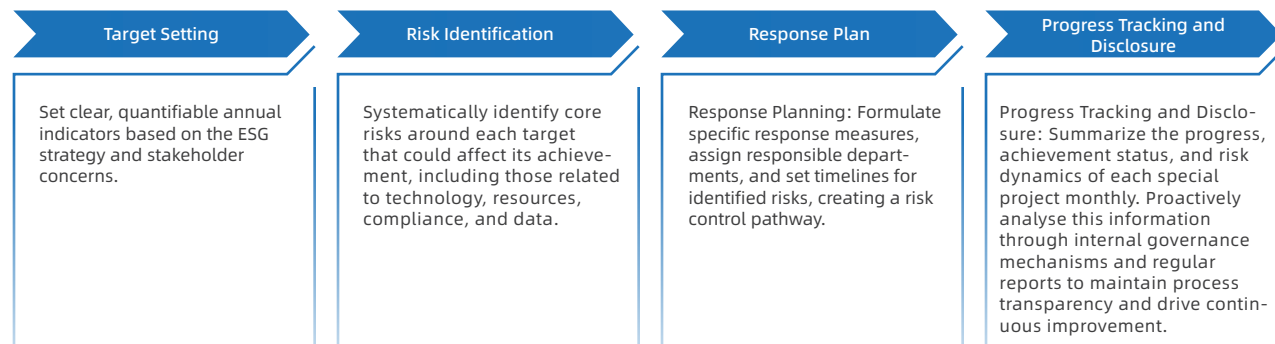 Target Setting
Set clear, quantifiable annual
indicators based on the ESG
strategy and stakeholder
concerns.
Risk Identification
Systematically identify core
risks around each target
that could affect its achieve-
ment, including those related
to technology, resources,
compliance, and data.
Response Plan
Response Planning: Formulate
specific response measures,
assign responsible depart-
ments, and set timelines for
identified risks, creating a risk
control pathway.
Progress Tracking and
Disclosure
Progress Tracking and Disclo-
sure: Summarize the progress,
achievement status, and risk
dynamics of each special
project monthly. Proactively
analyse this information
through internal governance
mechanisms and regular
reports to maintain process
transparency and drive contin-
uous improvement.